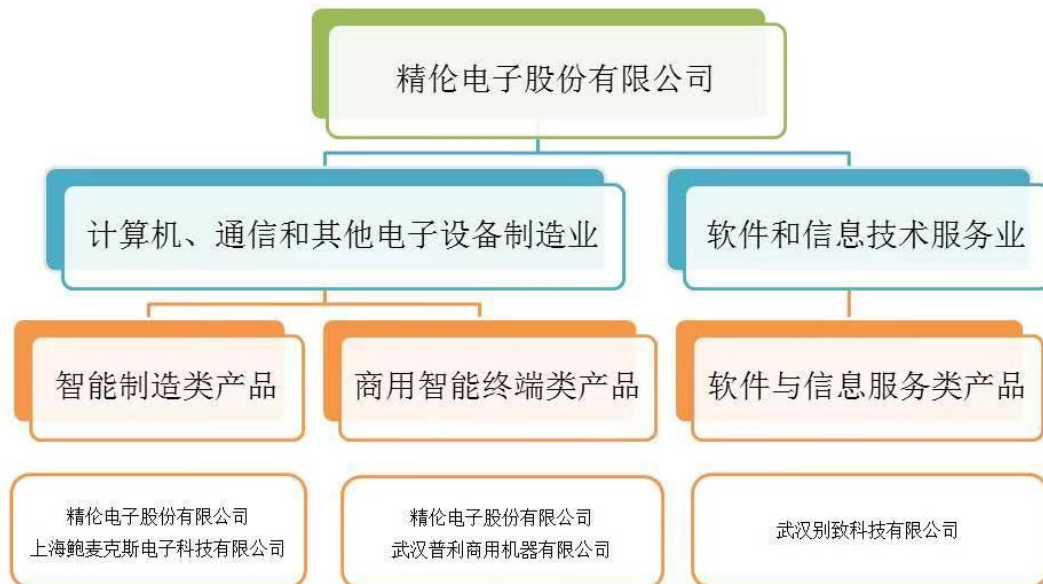 精伦电子股份有限公司
计算机、通信和其他电子设备制造业
软件和信息技术服务业
智能制造类产品
商用智能终端类产品
软件与信息服务类产品
精伦电子股份有限公司
上海鲍麦克斯电子科技有限公司
精伦电子股份有限公司
武汉普利商用机器有限公司
武汉别致科技有限公司